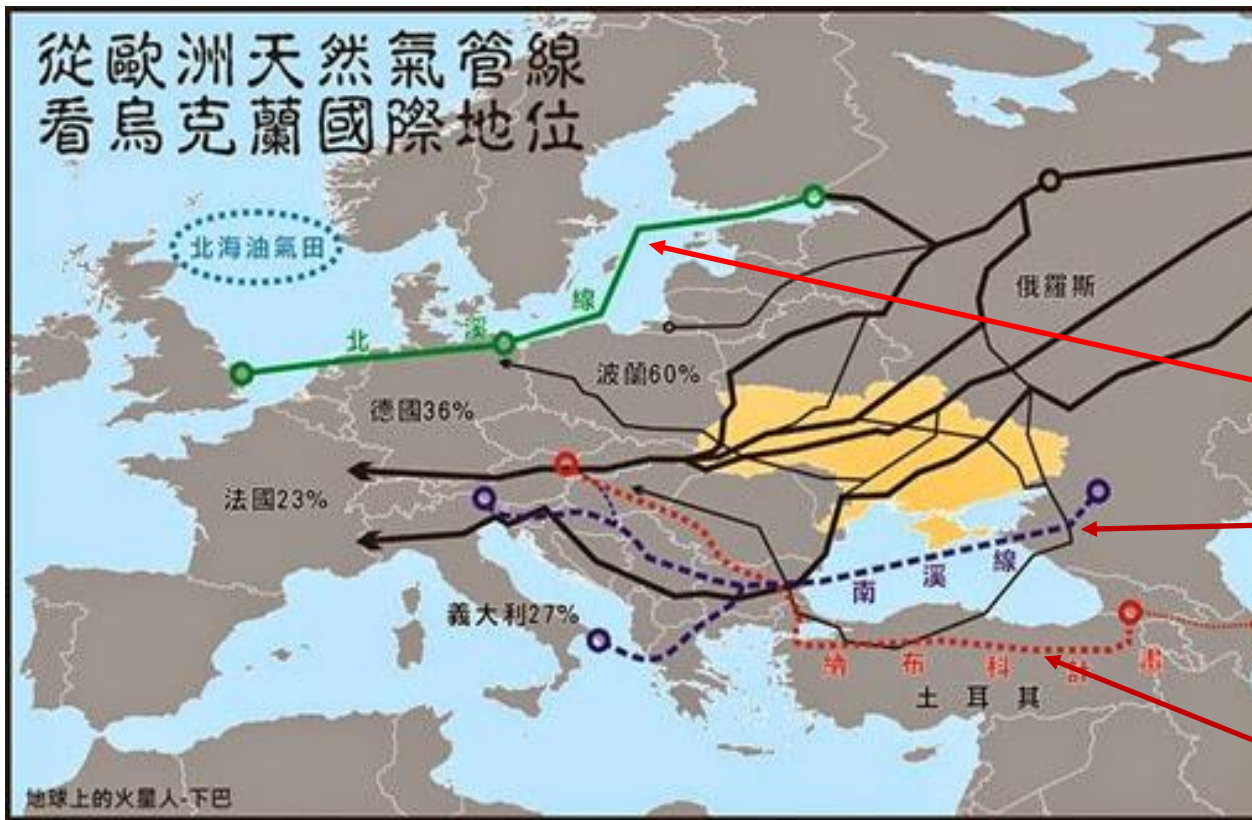 從歐洲天然氣管線
看烏克蘭國際地位
北海油氣田
俄羅斯
北溪線
波蘭60%
德國36%
法國23%
南溪線
義大利27%
納布科計畫
土耳其
地球上的火星人-下巴